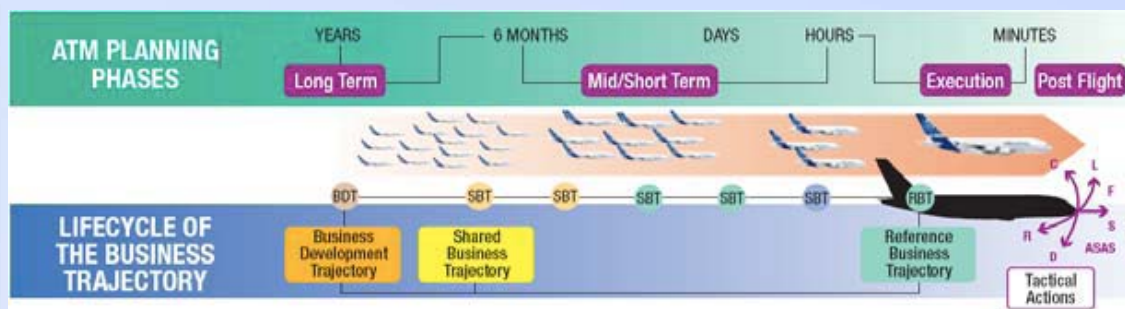 ATM PLANNING
PHASES
YEARS
6 MONTHS
DAYS
HOURS
MINUTES
Long Term
Mid/Short Term
Execution
Post Flight
BDT
SBT
SBT
SBT
SBT
SBT
RBT
C
L
F
S
R
D
ASAS
LIFECYCLE OF
THE BUSINESS
TRAJECTORY
Business
Development
Trajectory
Shared
Business
Trajectory
Reference
Business
Trajectory
Tactical
Actions